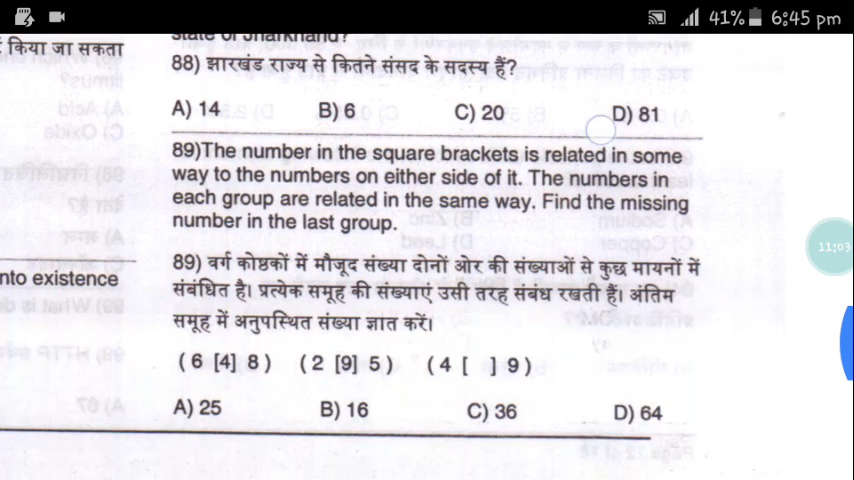 41% 6:45 pm
किया जा सकता
state of Jharkhand?
88) झारखंड राज्य से कितने संसद के सदस्य हैं?
A) 14 B) 6 C) 20 D) 81
89)The number in the square brackets is related in some
way to the numbers on either side of it. The numbers in
each group are related in the same way. Find the missing
number in the last group.
11:03
nto existence
89) वर्ग कोष्ठकों में मौजूद संख्या दोनों ओर की संख्याओं से कुछ मायनों में
संबंधित है। प्रत्येक समूह की संख्याएं उसी तरह संबंध रखती हैं। अंतिम
समूह में अनुपस्थित संख्या ज्ञात करें।
( 6 [4] 8 ) ( 2 [9] 5 ) ( 4 [ ] 9 )
A) 25 B) 16 C) 36 D) 64